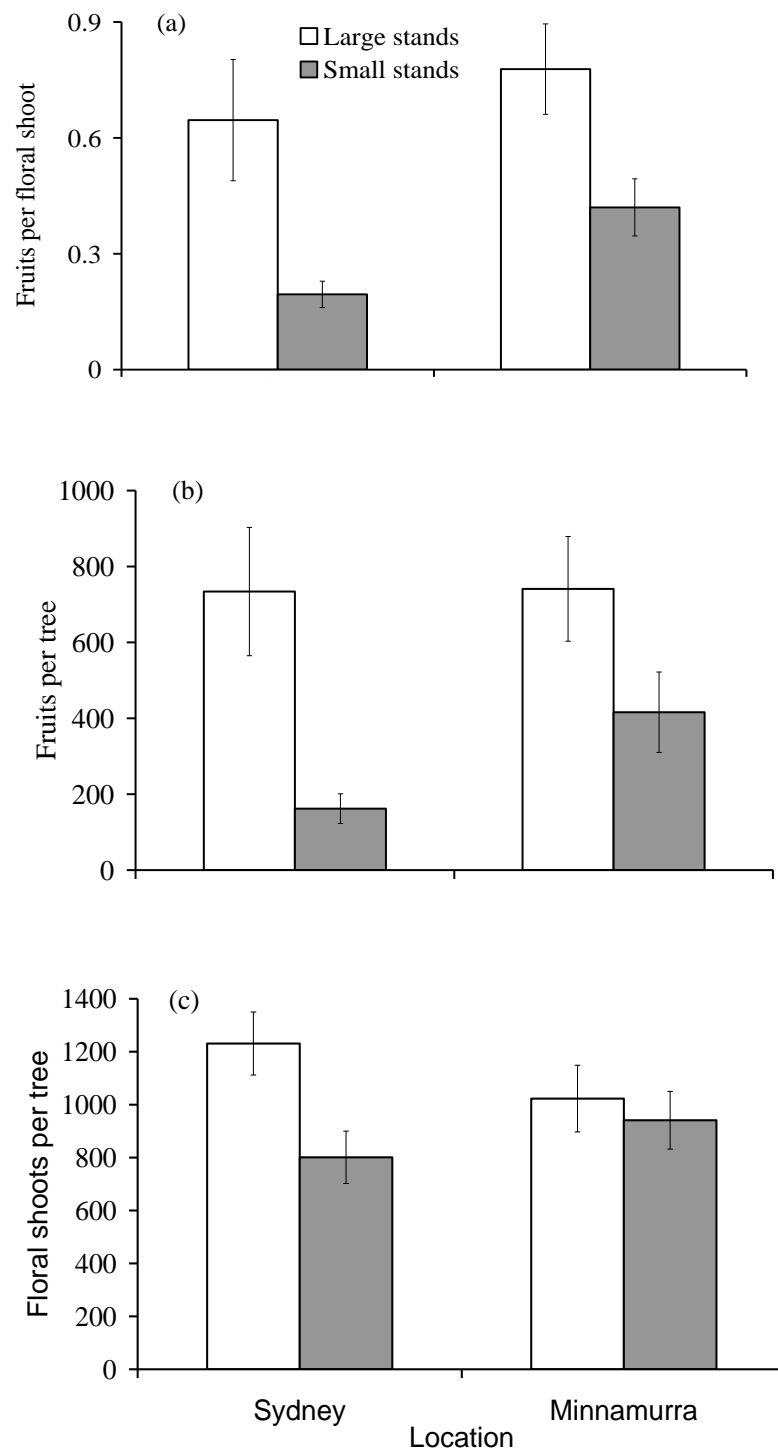 (a)
Large stands
Small stands
0.9
0.6
0.3
0
Fruits per floral shoot
(b)
1000
800
600
400
200
0
Fruits per tree
(c)
1400
1200
1000
800
600
400
200
0
Floral shoots per tree
Sydney Minnamurra
Location